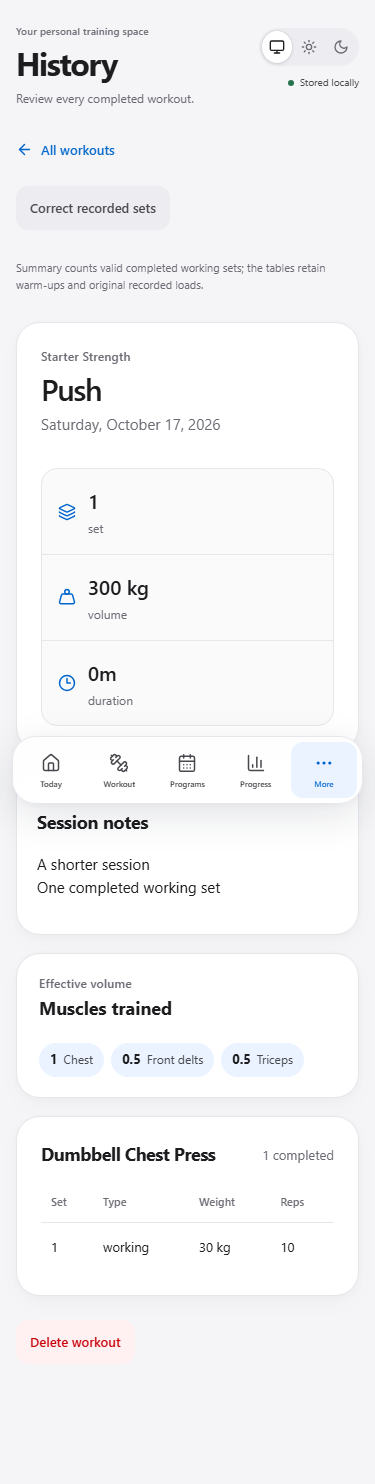 Your personal training space
History
Review every completed workout.
Stored locally
All workouts
Correct recorded sets
Summary counts valid completed working sets; the tables retain
warm-ups and original recorded loads.
Starter Strength
Push
Saturday, October 17, 2026
1
set
300 kg
volume
0m
duration
Today
Workout
Programs
Progress
More
Session notes
A shorter session
One completed working set
Effective volume
Muscles trained
1 Chest
0.5 Front delts
0.5 Triceps
Dumbbell Chest Press
1 completed
Set Type Weight Reps
1 working 30 kg 10
Delete workout